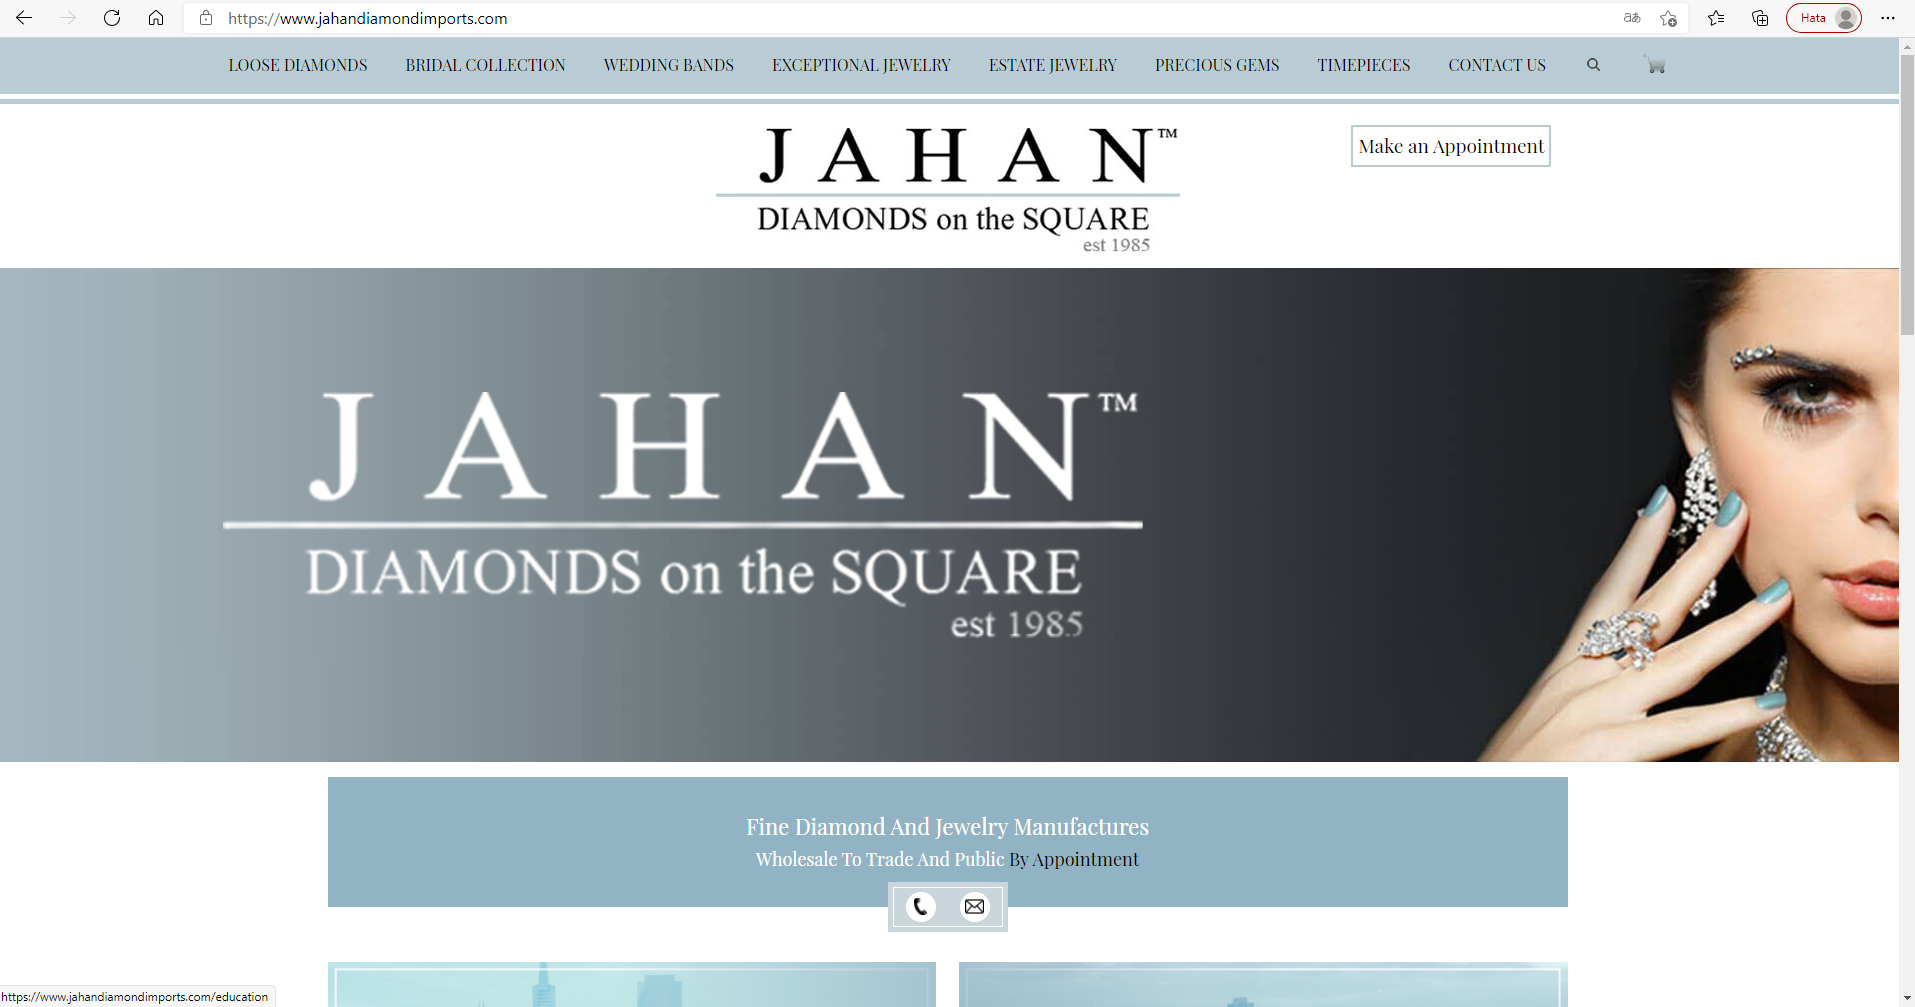 https://www.jahandiamondimports.com
Hata
LOOSE DIAMONDS BRIDAL COLLECTION WEDDING BANDS EXCEPTIONAL JEWELRY ESTATE JEWELRY PRECIOUS GEMS TIMEPIECES CONTACT US
JAHAN™
DIAMONDS on the SQUARE
est 1985
Make an Appointment
JAHAN™
DIAMONDS on the SQUARE
est 1985
Fine Diamond And Jewelry Manufactures
Wholesale To Trade And Public By Appointment
https://www.jahandiamondimports.com/education